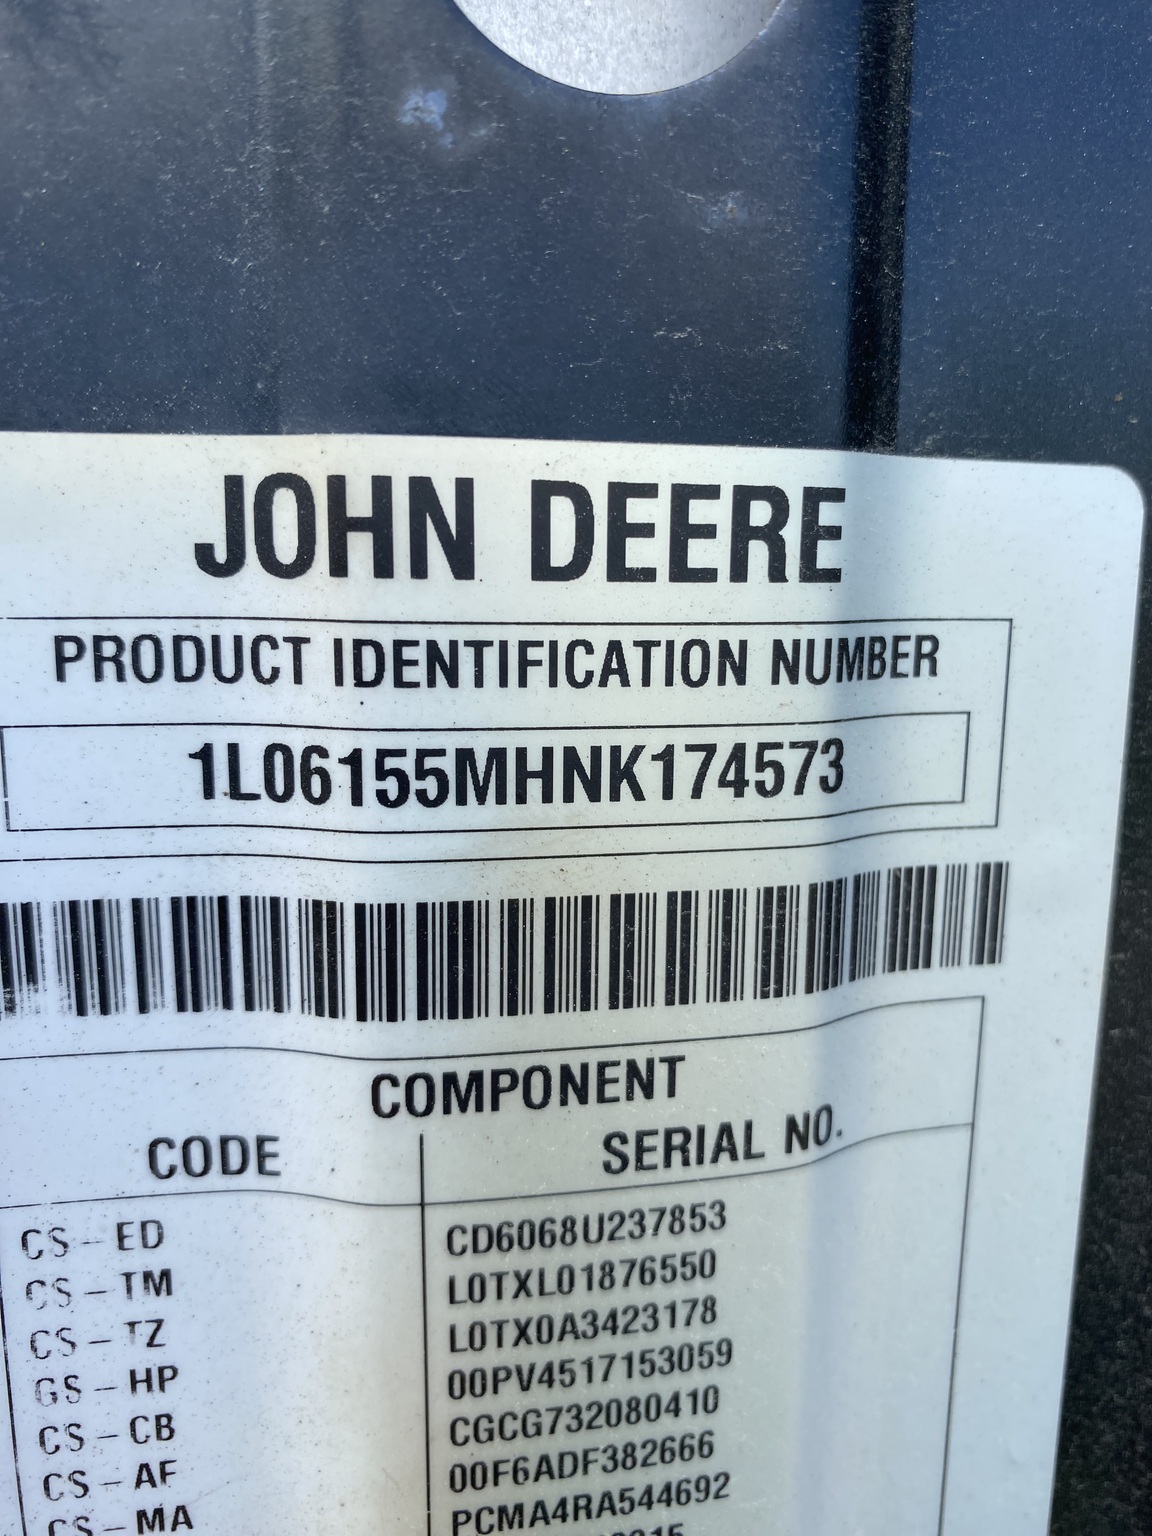 JOHN DEERE
PRODUCT IDENTIFICATION NUMBER
1L06155MHNK174573
COMPONENT
CODE SERIAL NO.
CS-ED CD6068U237853
CS-TM L0TXL01876550
CS-TZ L0TX0A3423178
GS-HP 00PV4517153059
CS-CB CGCG732080410
CS-AF 00F6ADF382666
CS-MA PCMA4RA544692